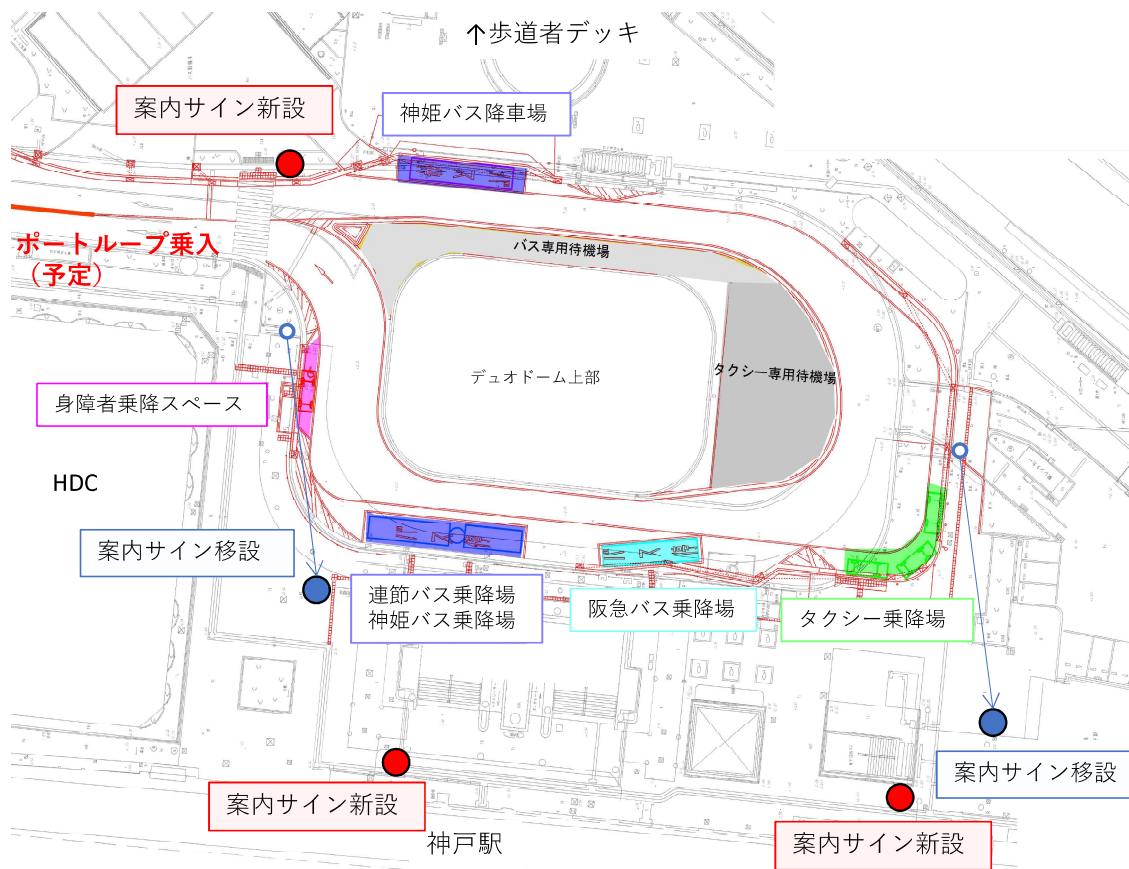 ↑歩道者デッキ
案内サイン新設
神姫バス降車場
ポートループ乗入
（予定）
バス専用待機場
タクシー専用待機場
デュオドーム上部
身障者乗降スペース
HDC
案内サイン移設
連節バス乗降場
神姫バス乗降場
阪急バス乗降場
タクシー乗降場
案内サイン移設
案内サイン新設
案内サイン新設
神戸駅